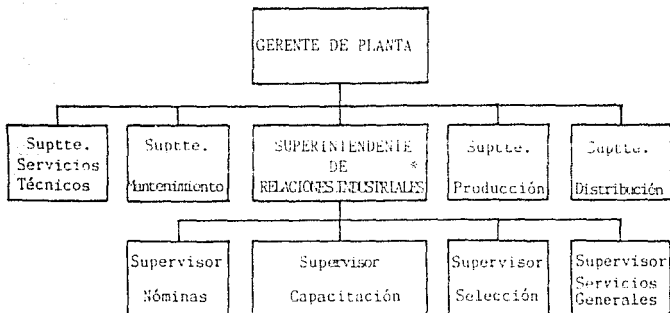 GERENTE DE PLANTA
Suptte.
Servicios
Técnicos
Suptte.
Mantenimiento
SUPERINTENDENTE
DE *
RELACIONES INDUSTRIALES
Suptte.
Producción
Suptte.
Distribución
Supervisor
Nóminas
Supervisor
Capacitación
Supervisor
Selección
Supervisor
Servicios
Generales